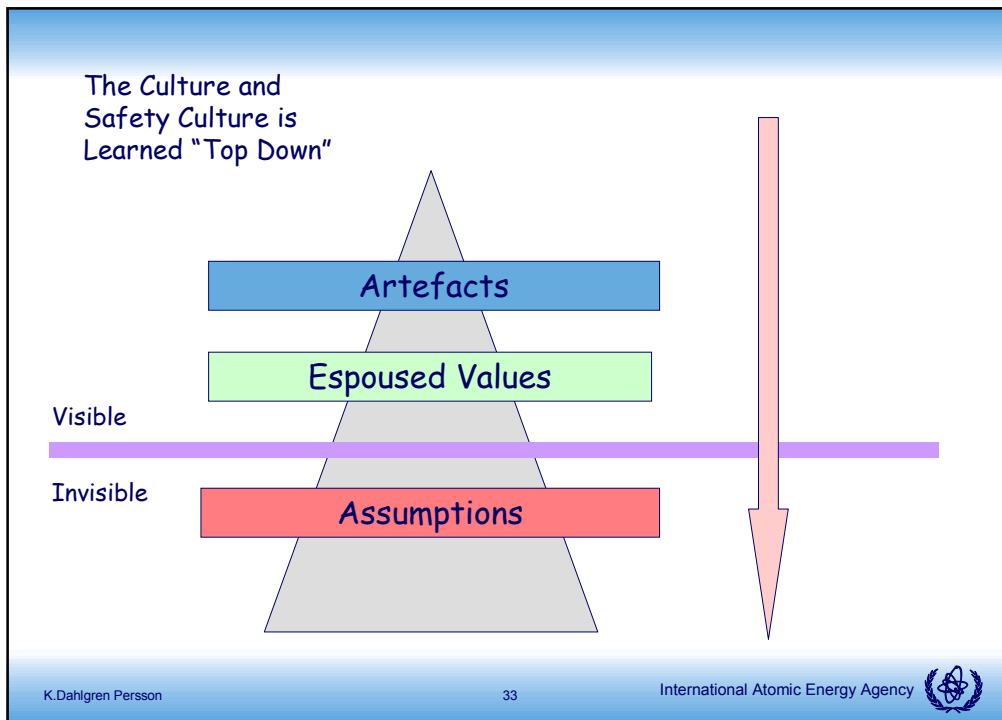 The Culture and
Safety Culture is
Learned “Top Down”
Artefacts
Espoused Values
Visible
Invisible
Assumptions
K.Dahlgren Persson
33
International Atomic Energy Agency